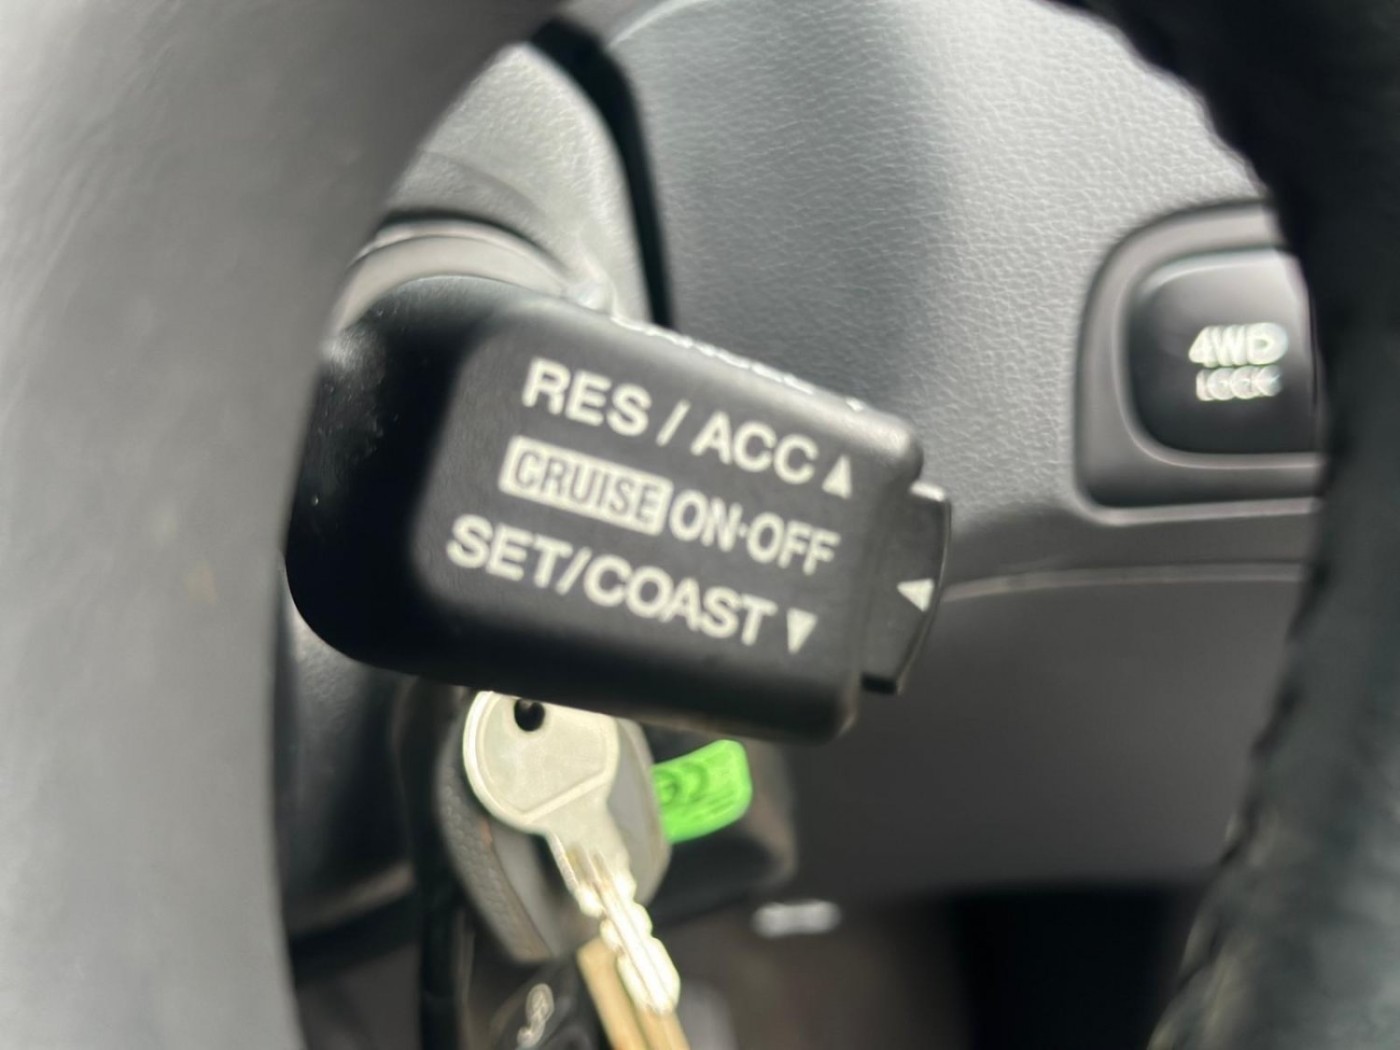 RES / ACC▲
CRUISE ON·OFF
SET/COAST ▼
◀
4WD
LOCK